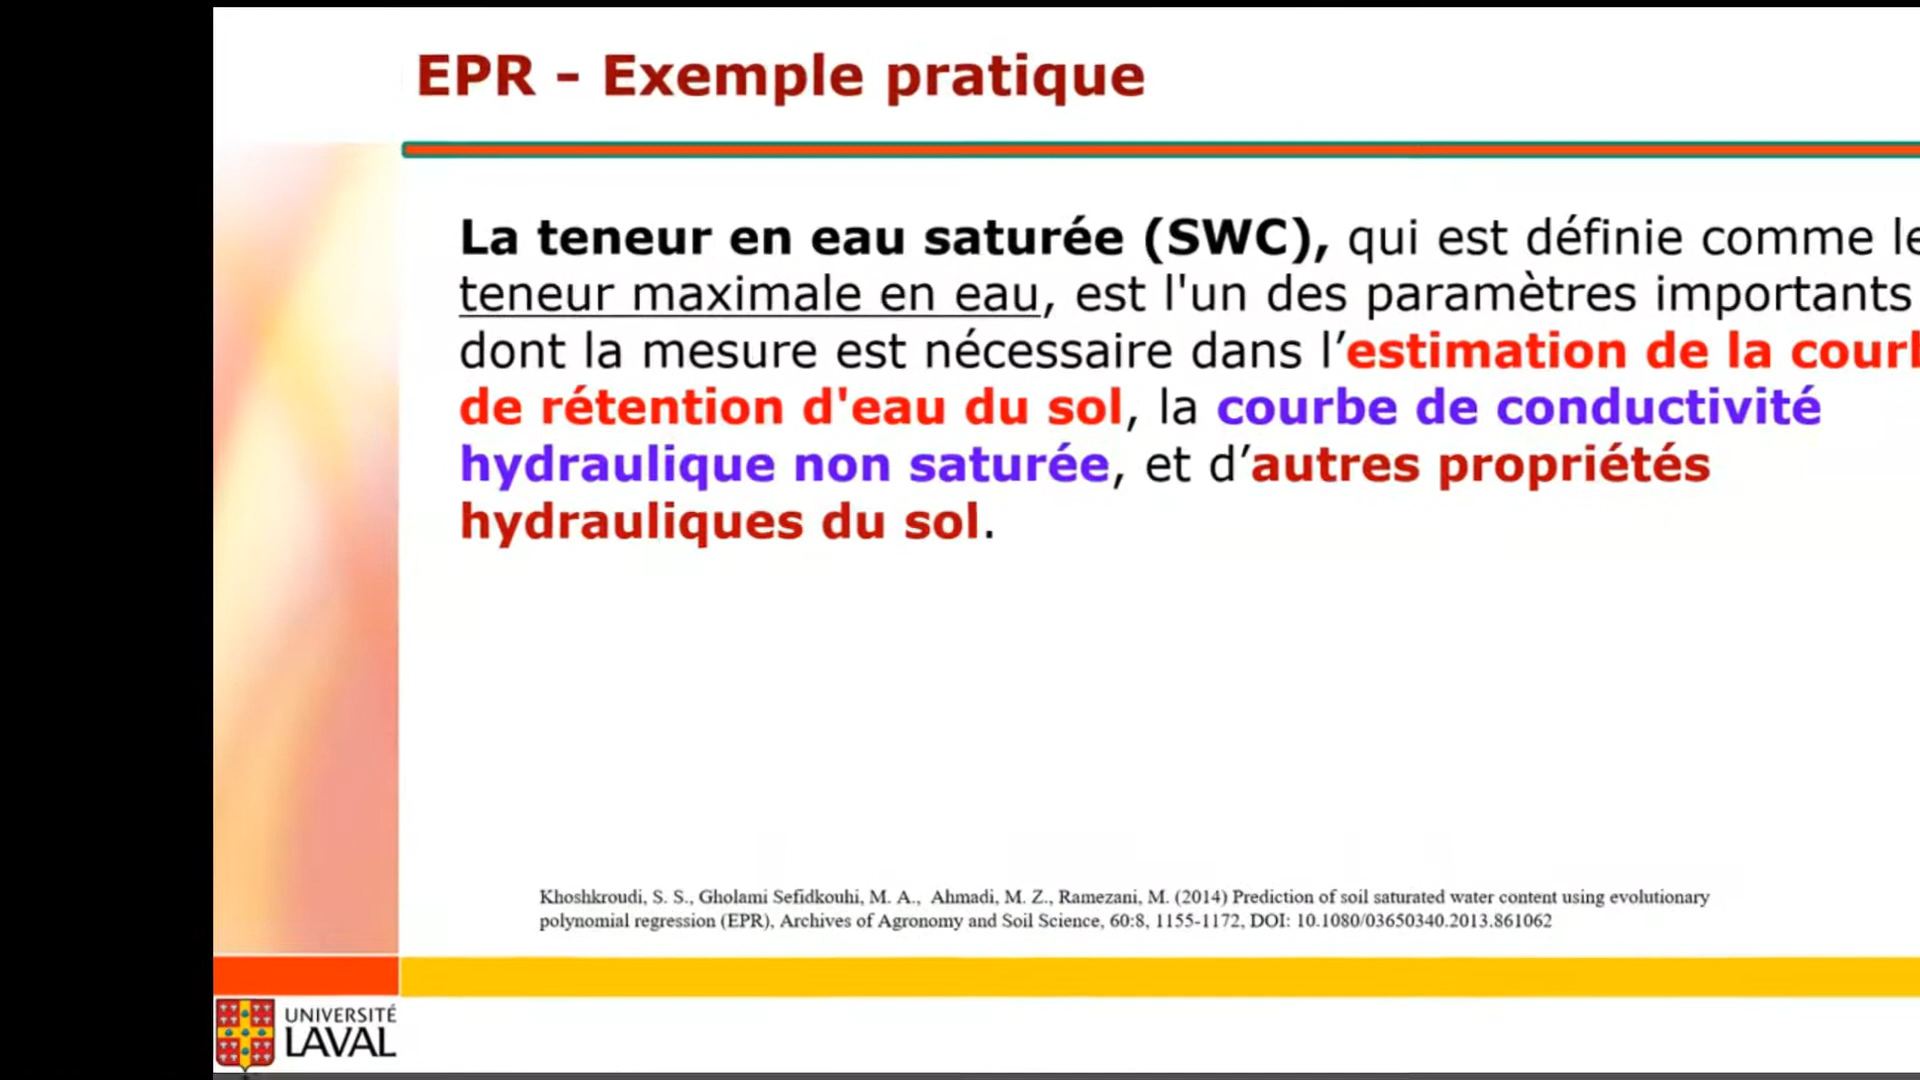 EPR - Exemple pratique
La teneur en eau saturée (SWC), qui est définie comme le
teneur maximale en eau, est l'un des paramètres importants
dont la mesure est nécessaire dans l’estimation de la
de rétention d'eau du sol, la courbe de conductivité
hydraulique non saturée, et d’autres propriétés
hydrauliques du sol.
Khoshkroudi, S. S., Gholami Sefidkouhi, M. A., Ahmadi, M. Z., Ramezani, M. (2014) Prediction of soil saturated water content using evolutionary
polynomial regression (EPR), Archives of Agronomy and Soil Science, 60:8, 1155-1172, DOI: 10.1080/03650340.2013.861062
UNIVERSITÉ
LAVAL